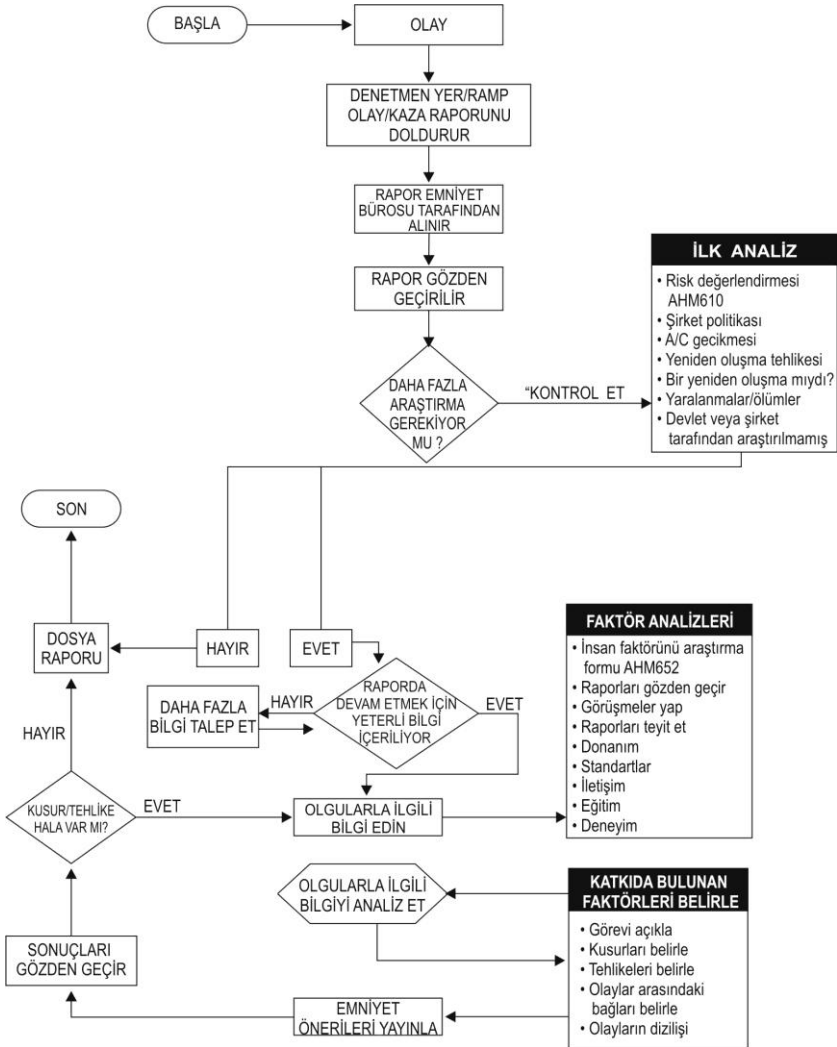 BAŞLA
OLAY
DENETMEN YER/RAMP
OLAY/KAZA RAPORUNU
DOLDURUR
RAPOR EMNİYET
BÜROSU TARAFINDAN
ALINIR
RAPOR GÖZDEN
GEÇİRİLİR
DAHA FAZLA
ARAŞTIRMA
GEREKİYOR
MU ?
“KONTROL ET
İLK ANALİZ
• Risk değerlendirmesi
AHM610
• Şirket politikası
• A/C gecikmesi
• Yeniden oluşma tehlikesi
• Bir yeniden oluşma mıydı?
• Yaralanmalar/ölümler
• Devlet veya şirket
tarafından araştırılmamış
SON
DOSYA
RAPORU
HAYIR
EVET
RAPORDA
DEVAM ETMEK İÇİN
YETERLİ BİLGİ
İÇERİLİYOR
HAYIR
DAHA FAZLA
BİLGİ TALEP ET
EVET
FAKTÖR ANALİZLERİ
• İnsan faktörünü araştırma
formu AHM652
• Raporları gözden geçir
• Görüşmeler yap
• Raporları teyit et
• Donanım
• Standartlar
• İletişim
• Eğitim
• Deneyim
HAYIR
KUSUR/TEHLİKE
HALA VAR MI?
EVET
OLGULARLA İLGİLİ
BİLGİ EDİN
OLGULARLA İLGİLİ
BİLGİYİ ANALİZ ET
KATKIDA BULUNAN
FAKTÖRLERİ BELİRLE
• Görevi açıkla
• Kusurları belirle
• Tehlikeleri belirle
• Olaylar arasındaki
bağları belirle
• Olayların dizilişi
SONUÇLARI
GÖZDEN GEÇİR
EMNİYET
ÖNERİLERİ YAYINLA